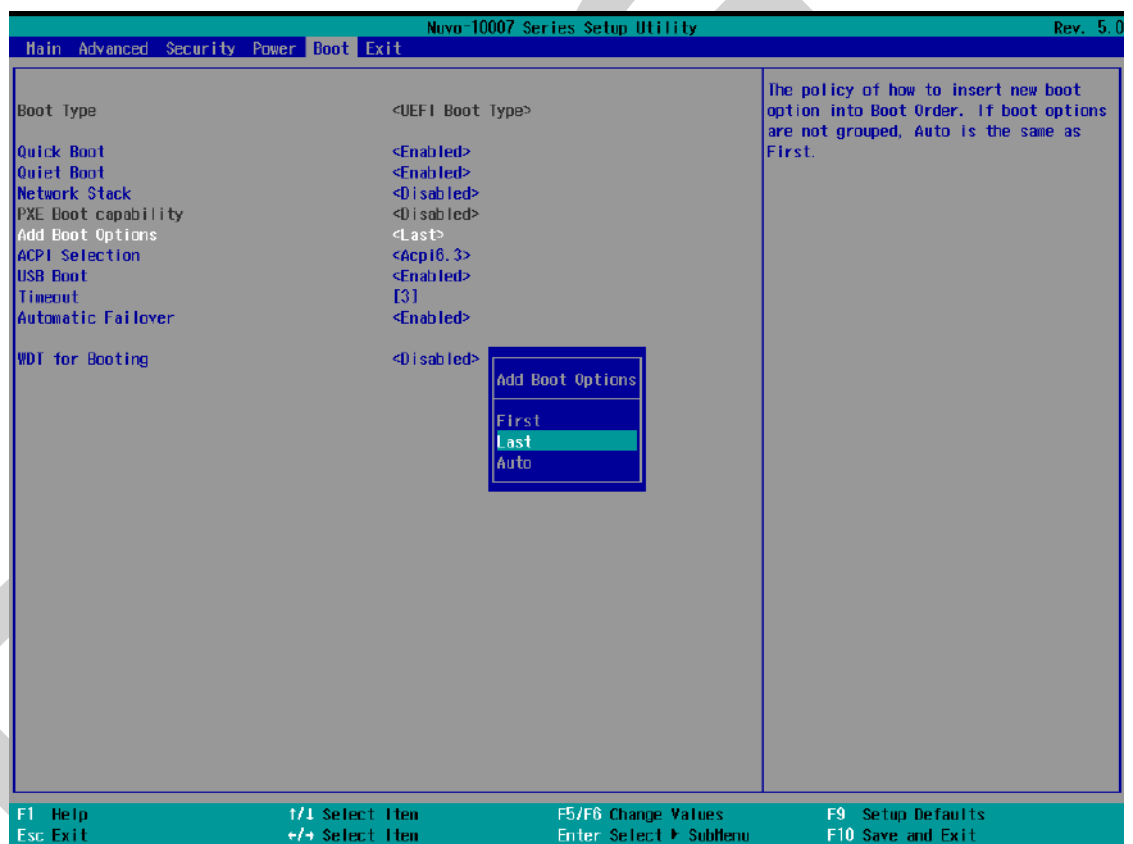 Nuvo-10007 Series Setup Utility Rev. 5.0
Main Advanced Security Power Boot Exit
Boot Type <UEFI Boot Type>
Quick Boot <Enabled>
Quiet Boot <Enabled>
Network Stack <Disabled>
PXE Boot capability <Disabled>
Add Boot Options <Last>
ACPI Selection <Acpi6.3>
USB Boot <Enabled>
Timeout [3]
Automatic Failover <Enabled>
WDT for Booting <Disabled>
Add Boot Options
First
Last
Auto
The policy of how to insert new boot
option into Boot Order. If boot options
are not grouped, Auto is the same as
First.
F1 Help ↑/↓ Select Item F5/F6 Change Values F9 Setup Defaults
Esc Exit ←/→ Select Item Enter Select ▶ SubMenu F10 Save and Exit